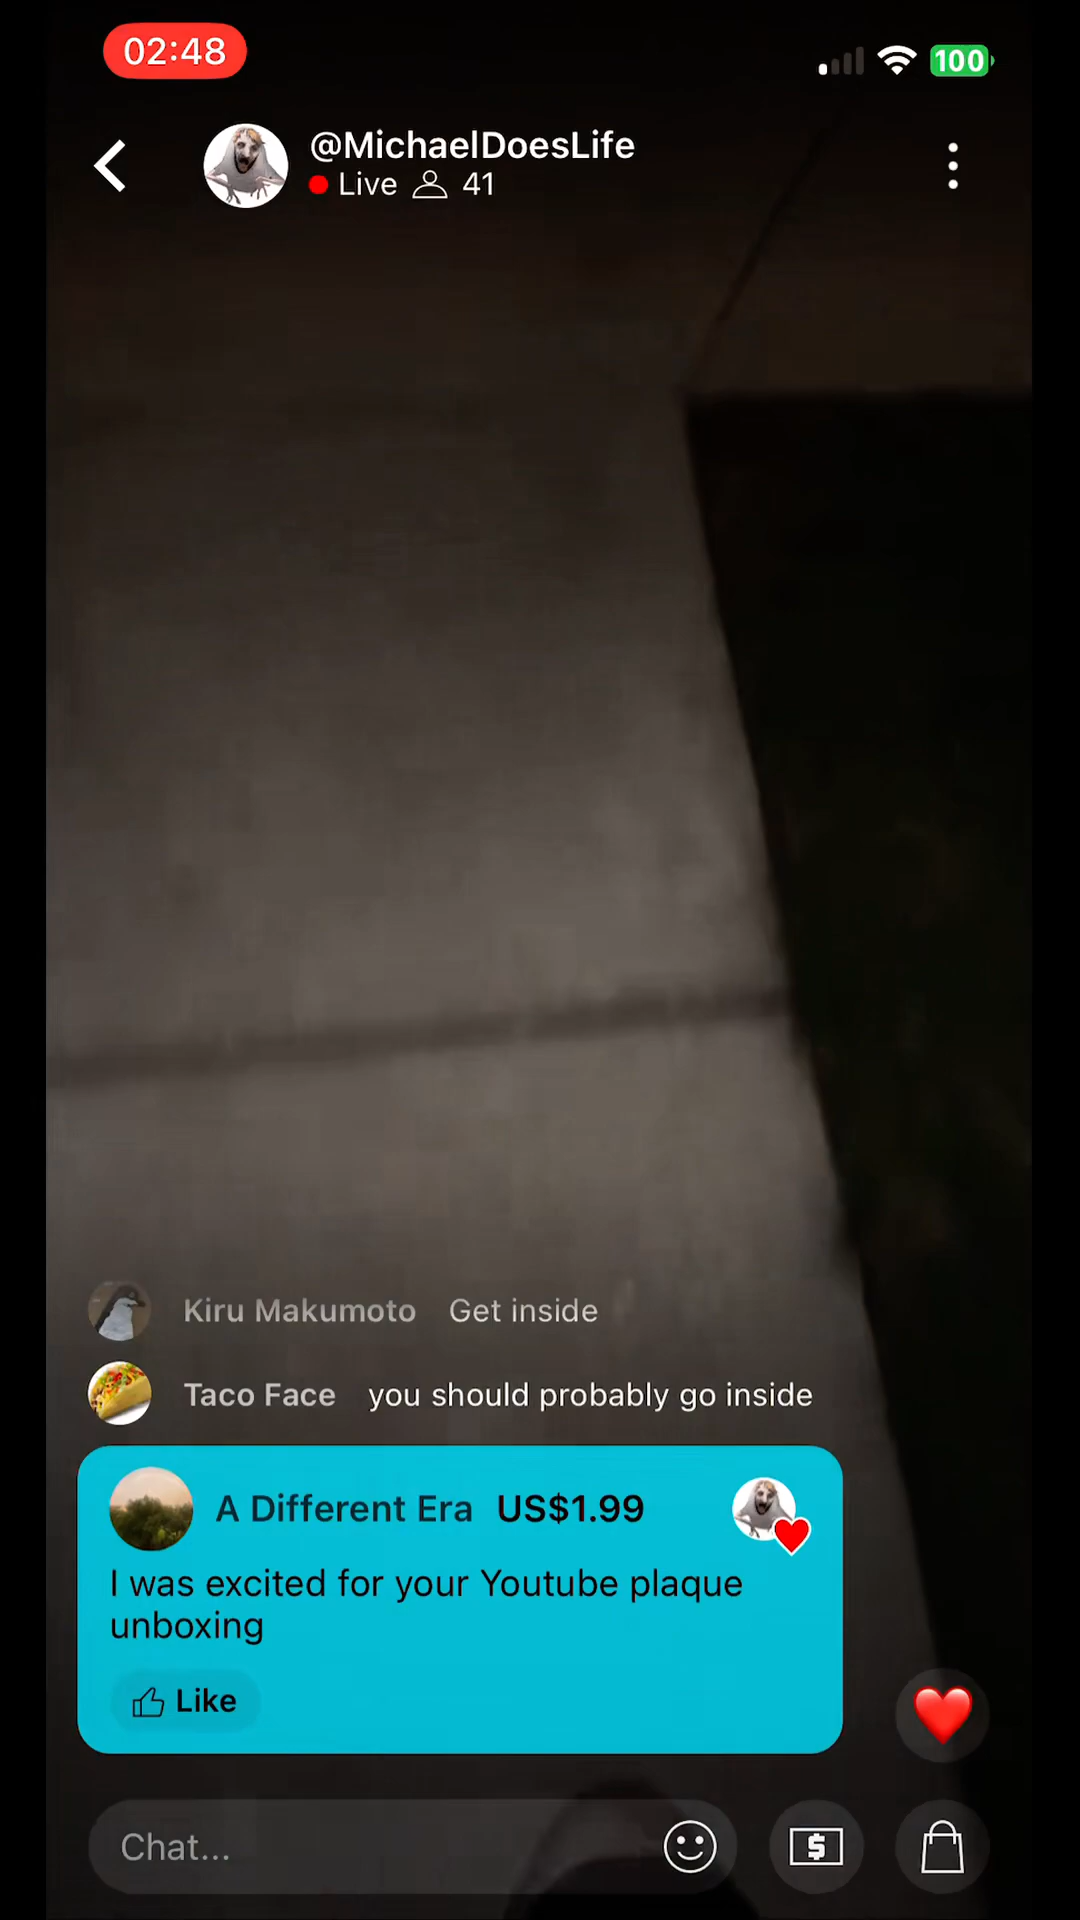 02:48
100
@MichaelDoesLife
Live 41
Kiru Makumoto Get inside
Taco Face you should probably go inside
A Different Era US$1.99
I was excited for your Youtube plaque
unboxing
Like
Chat...
$